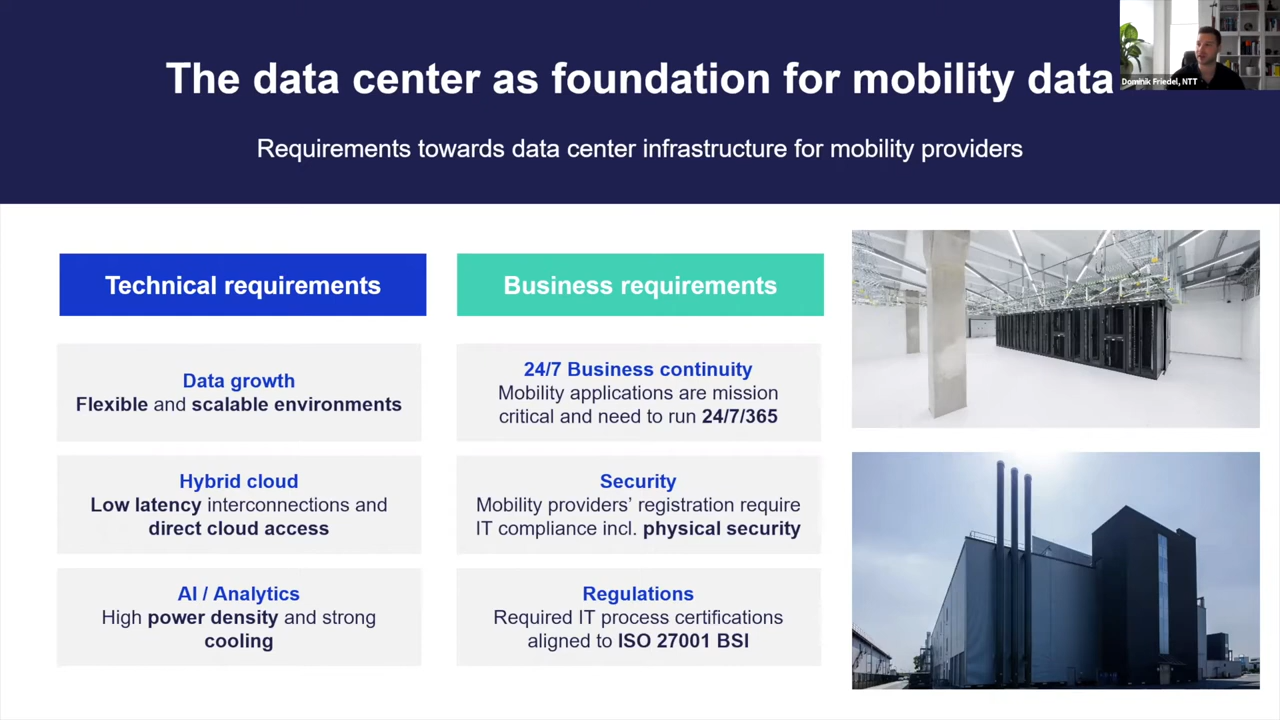 The data center as foundation for mobility data
Dominik Friedel, NTT
Requirements towards data center infrastructure for mobility providers
Technical requirements
Data growth
Flexible and scalable environments
Hybrid cloud
Low latency interconnections and
direct cloud access
AI / Analytics
High power density and strong
cooling
Business requirements
24/7 Business continuity
Mobility applications are mission
critical and need to run 24/7/365
Security
Mobility providers’ registration require
IT compliance incl. physical security
Regulations
Required IT process certifications
aligned to ISO 27001 BSI